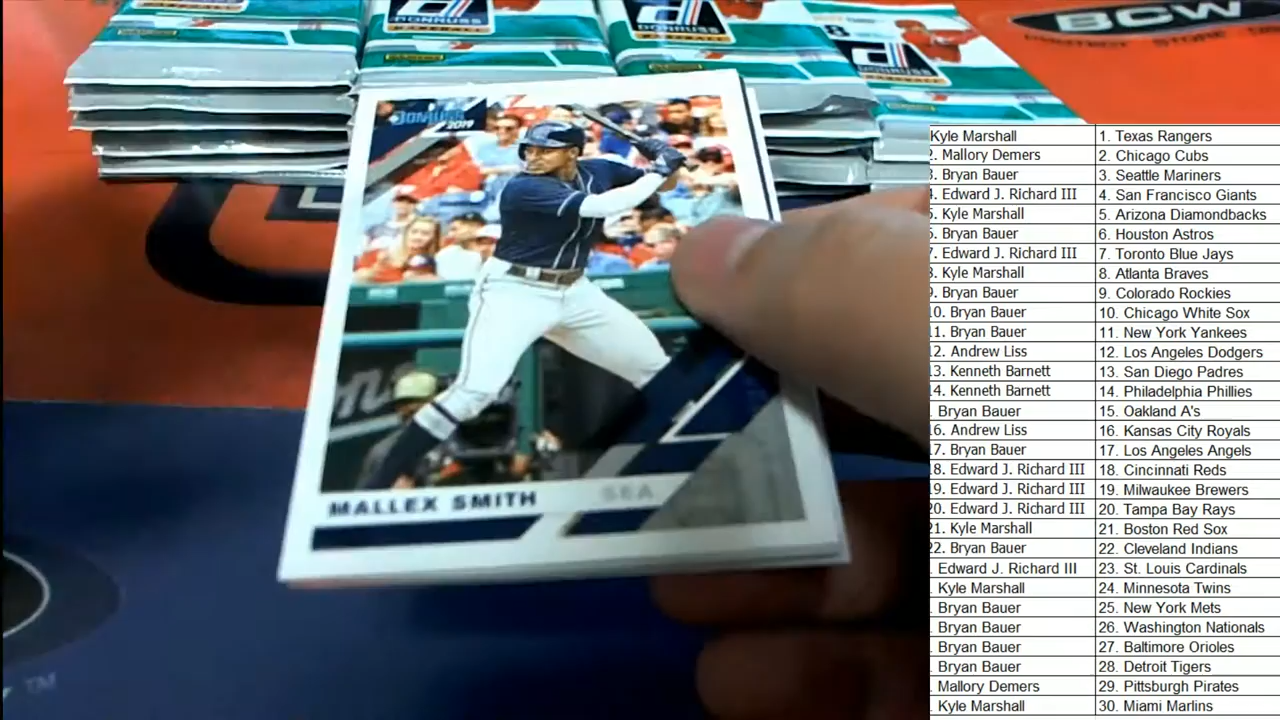 DONRUSS
BASEBALL
DONRUSS
BASEBALL
DONRUSS
BASEBALL
BCW
DONRUSS
2019
MALLEX SMITH
SEA
TM
Kyle Marshall 1. Texas Rangers
2. Mallory Demers 2. Chicago Cubs
3. Bryan Bauer 3. Seattle Mariners
4. Edward J. Richard III 4. San Francisco Giants
5. Kyle Marshall 5. Arizona Diamondbacks
6. Bryan Bauer 6. Houston Astros
7. Edward J. Richard III 7. Toronto Blue Jays
8. Kyle Marshall 8. Atlanta Braves
9. Bryan Bauer 9. Colorado Rockies
10. Bryan Bauer 10. Chicago White Sox
11. Bryan Bauer 11. New York Yankees
12. Andrew Liss 12. Los Angeles Dodgers
13. Kenneth Barnett 13. San Diego Padres
14. Kenneth Barnett 14. Philadelphia Phillies
. Bryan Bauer 15. Oakland A's
16. Andrew Liss 16. Kansas City Royals
17. Bryan Bauer 17. Los Angeles Angels
18. Edward J. Richard III 18. Cincinnati Reds
19. Edward J. Richard III 19. Milwaukee Brewers
20. Edward J. Richard III 20. Tampa Bay Rays
21. Kyle Marshall 21. Boston Red Sox
22. Bryan Bauer 22. Cleveland Indians
. Edward J. Richard III 23. St. Louis Cardinals
. Kyle Marshall 24. Minnesota Twins
. Bryan Bauer 25. New York Mets
. Bryan Bauer 26. Washington Nationals
. Bryan Bauer 27. Baltimore Orioles
. Bryan Bauer 28. Detroit Tigers
. Mallory Demers 29. Pittsburgh Pirates
. Kyle Marshall 30. Miami Marlins